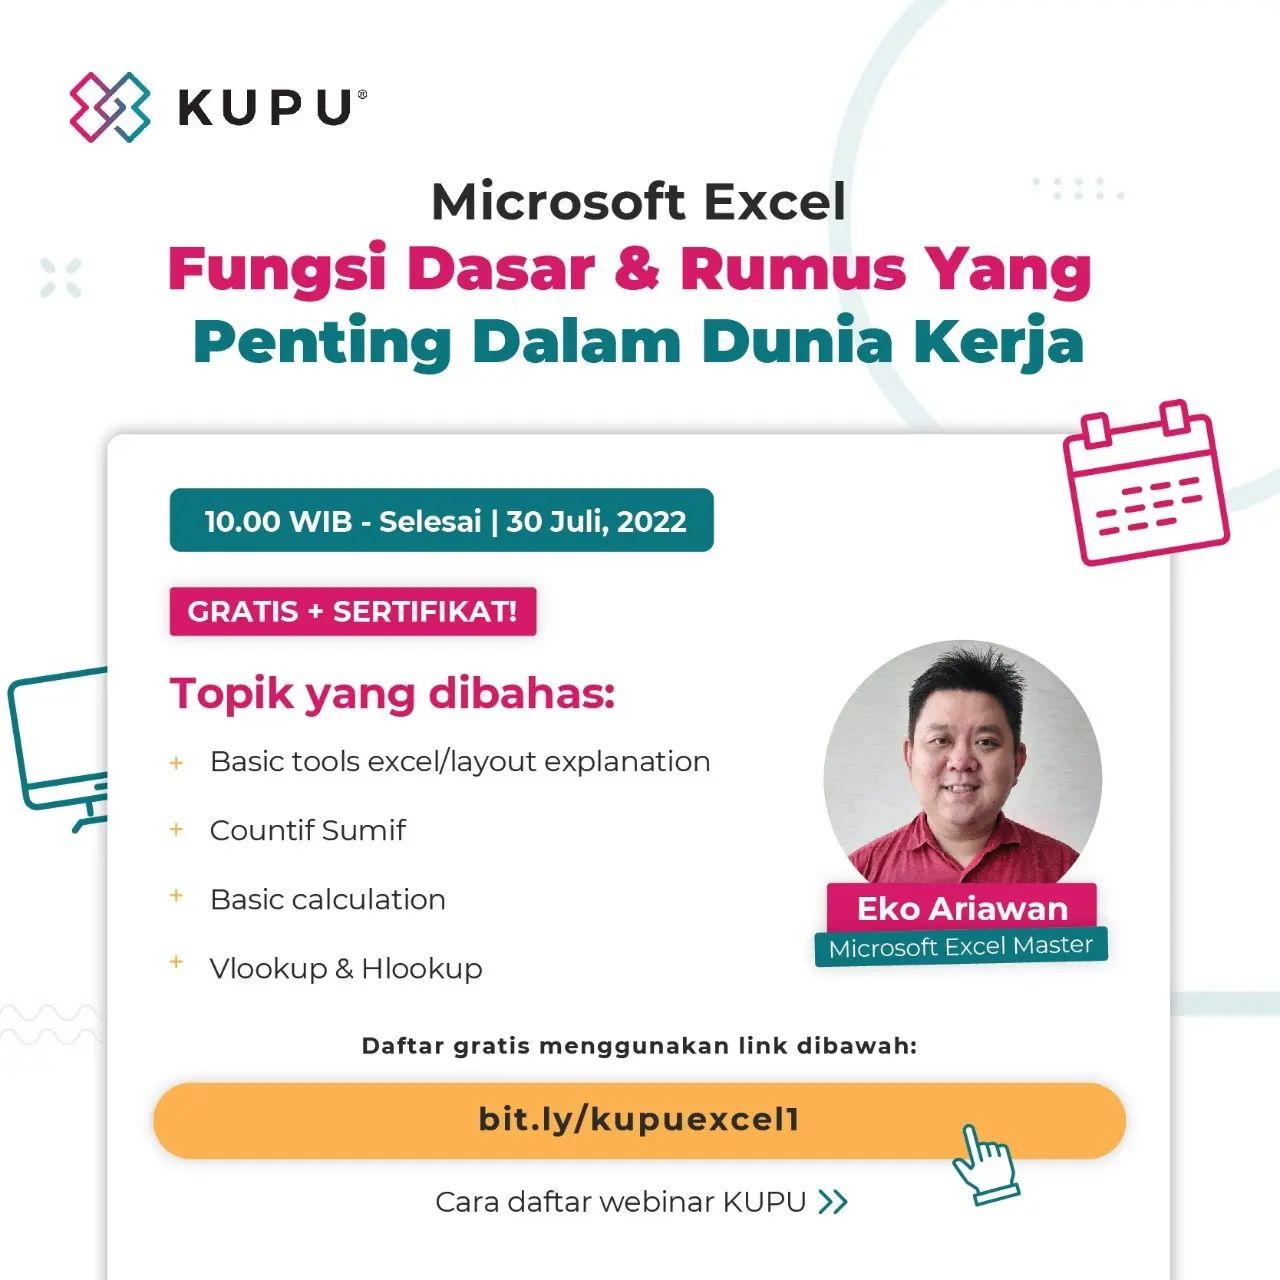 KUPU®
Microsoft Excel
Fungsi Dasar & Rumus Yang
Penting Dalam Dunia Kerja
10.00 WIB - Selesai | 30 Juli, 2022
GRATIS + SERTIFIKAT!
Topik yang dibahas:
+ Basic tools excel/layout explanation
+ Countif Sumif
+ Basic calculation
+ Vlookup & Hlookup
Eko Ariawan
Microsoft Excel Master
Daftar gratis menggunakan link dibawah:
bit.ly/kupuexcel1
Cara daftar webinar KUPU >>